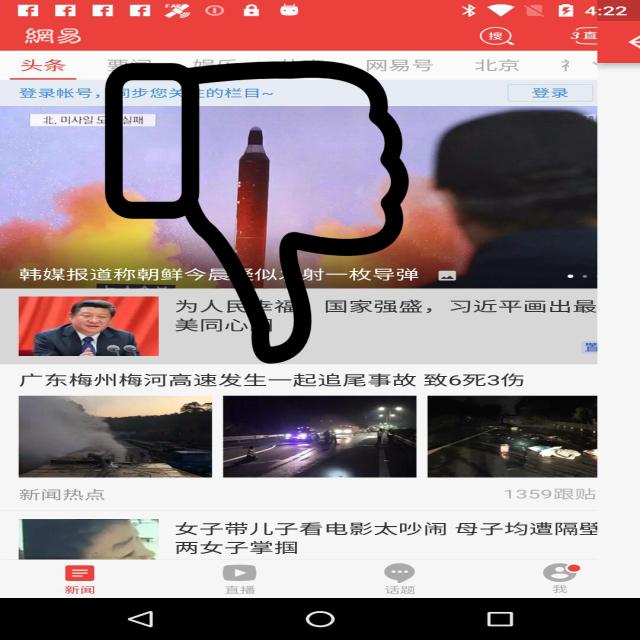 4:22
網易
搜
直
头条 要闻 娱乐 网易号 北京
登录帐号，同步您关注的栏目~
登录
北, 미사일 도 실패
韩媒报道称朝鲜今晨疑似发射一枚导弹
为人民幸福、国家强盛，习近平画出最
美同心圆
广东梅州梅河高速发生一起追尾事故 致6死3伤
新闻热点
1359跟贴
女子带儿子看电影太吵闹 母子均遭隔壁
两女子掌掴
新闻 直播 话题 我